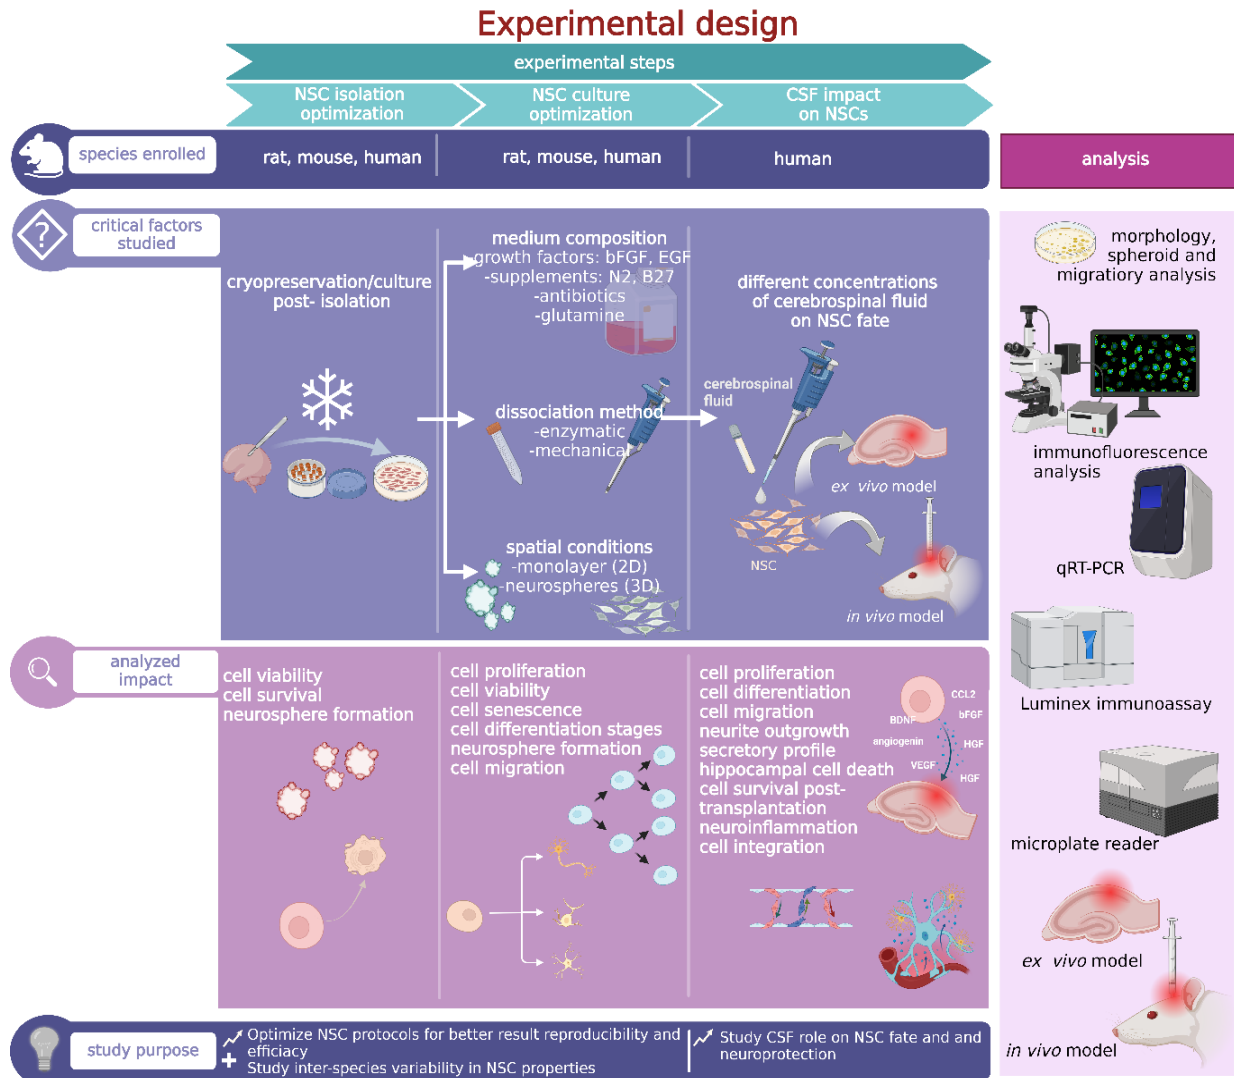 Experimental design
experimental steps
NSC isolation
optimization
NSC culture
optimization
CSF impact
on NSCs
species enrolled
rat, mouse, human
rat, mouse, human
human
analysis
critical factors
studied
?
cryopreservation/culture
post- isolation
medium composition
-growth factors: bFGF, EGF
-supplements: N2, B27
-antibiotics
-glutamine
dissociation method
-enzymatic
-mechanical
spatial conditions
-monolayer (2D)
-neurospheres (3D)
different concentrations
of cerebrospinal fluid
on NSC fate
cerebrospinal
fluid
ex vivo model
NSC
in vivo model
analyzed
impact
cell viability
cell survival
neurosphere formation
cell proliferation
cell viability
cell senescence
cell differentiation stages
neurosphere formation
cell migration
cell proliferation
cell differentiation
cell migration
neurite outgrowth
secretory profile
hippocampal cell death
cell survival post-
transplantation
neuroinflammation
cell integration
CCL2
BDNF
bFGF
angiogenin
HGF
VEGF
HGF
study purpose
Optimize NSC protocols for better result reproducibility and
efficacy
+ Study inter-species variability in NSC properties
Study CSF role on NSC fate and and
neuroprotection
morphology,
spheroid and
migratory analysis
immunofluorescence
analysis
qRT-PCR
Luminex immunoassay
microplate reader
ex vivo model
in vivo model